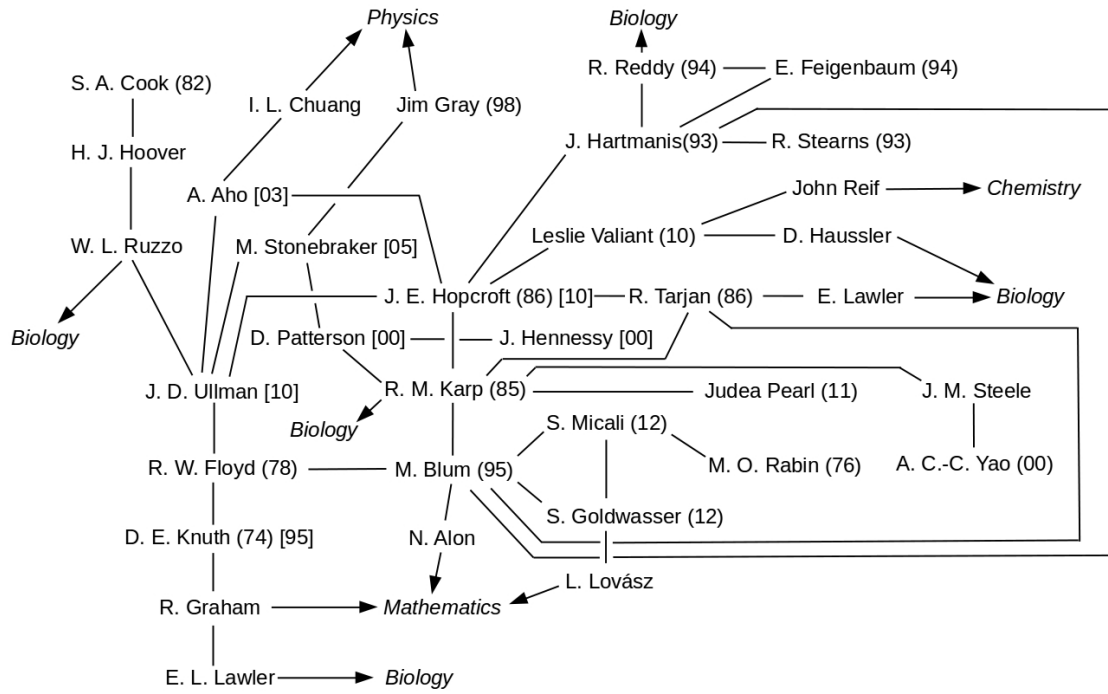 Physics
Biology
R. Reddy (94)
E. Feigenbaum (94)
S. A. Cook (82)
I. L. Chuang
Jim Gray (98)
J. Hartmanis(93)
R. Stearns (93)
H. J. Hoover
A. Aho [03]
John Reif
Chemistry
W. L. Ruzzo
M. Stonebraker [05]
Leslie Valiant (10)
D. Haussler
J. E. Hopcroft (86) [10]
R. Tarjan (86)
E. Lawler
Biology
Biology
D. Patterson [00]
J. Hennessy [00]
J. D. Ullman [10]
R. M. Karp (85)
Judea Pearl (11)
J. M. Steele
Biology
S. Micali (12)
R. W. Floyd (78)
M. Blum (95)
M. O. Rabin (76)
A. C.-C. Yao (00)
S. Goldwasser (12)
D. E. Knuth (74) [95]
N. Alon
L. Lovász
R. Graham
Mathematics
E. L. Lawler
Biology